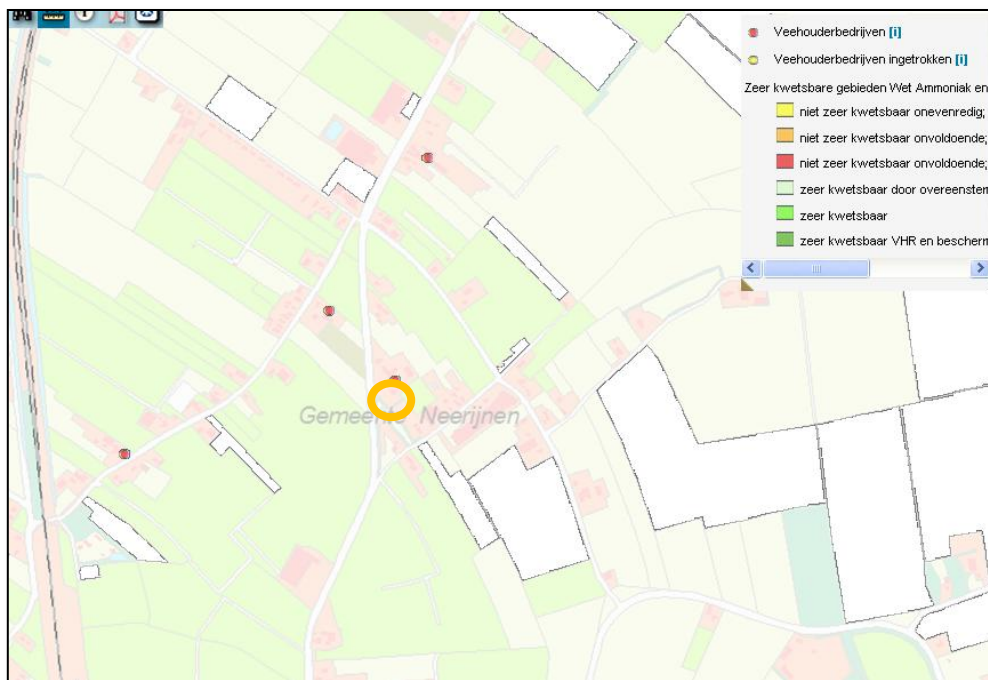 Veehouderbedrijven [i]
Veehouderbedrijven ingetrokken [i]
Zeer kwetsbare gebieden Wet Ammoniak en
niet zeer kwetsbaar onevenredig;
niet zeer kwetsbaar onvoldoende;
niet zeer kwetsbaar onvoldoende;
zeer kwetsbaar door overeenstem
zeer kwetsbaar
zeer kwetsbaar VHR en bescherm
Gemeente Neerijnen